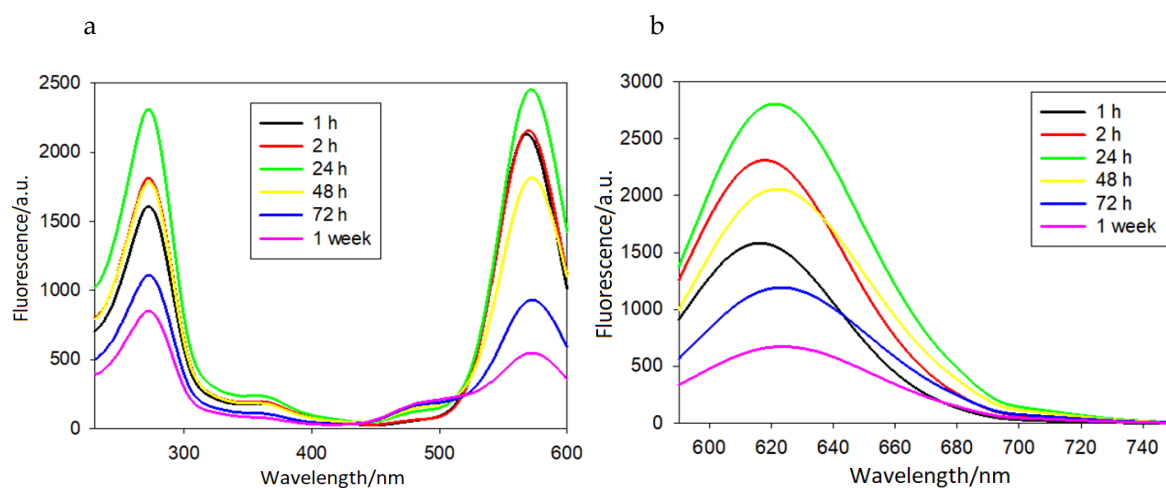 a
2500
2000
1500
1000
500
0
Fluorescence/a.u.
300
400
500
600
Wavelength/nm
1 h
2 h
24 h
48 h
72 h
1 week
b
3000
2500
2000
1500
1000
500
0
Fluorescence/a.u.
600
620
640
660
680
700
720
740
Wavelength/nm
1 h
2 h
24 h
48 h
72 h
1 week